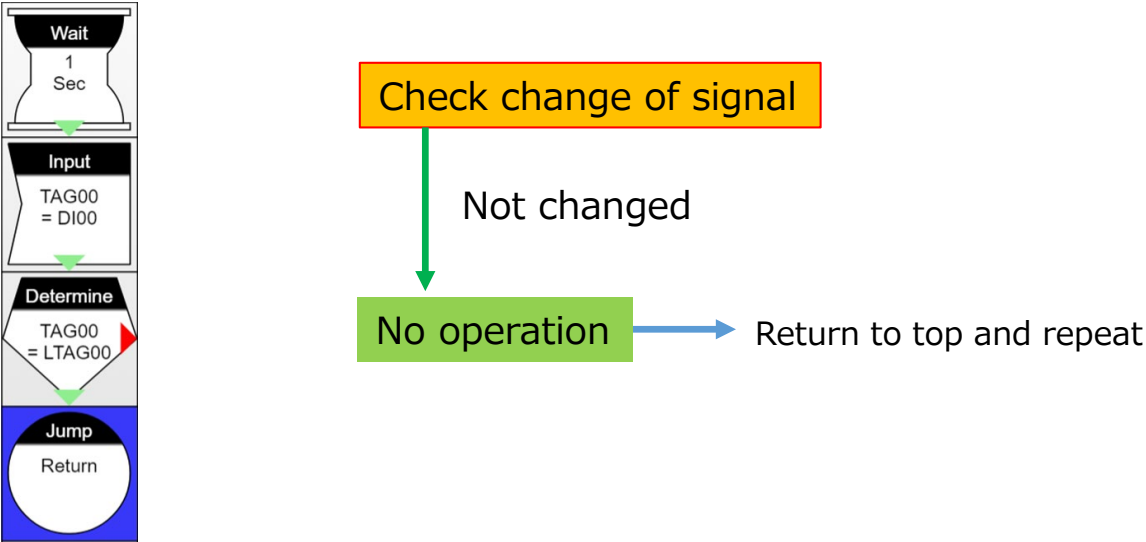 Wait
1
Sec
Input
TAG00
= DI00
Determine
TAG00
= LTAG00
Jump
Return
Check change of signal
Not changed
No operation
Return to top and repeat